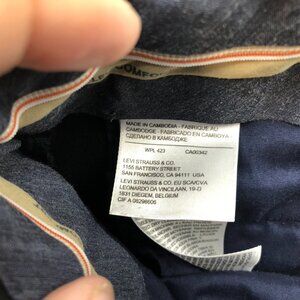 COMF
MADE IN CAMBODIA - FABRIQUE AU
CAMBODGE - FABRICADO EN CAMBOYA -
СДЕЛАНО В КАМБОДЖЕ
WPL 423 CA00342
LEVI STRAUSS & CO.
1155 BATTERY STREET
SAN FRANCISCO, CA 94111 USA
LEVI STRAUSS & CO. EU SCA/CVA
LEONARDO DA VINCILAAN, 19-D
1831 DIEGEM, BELGIUM
CIF A 08298606